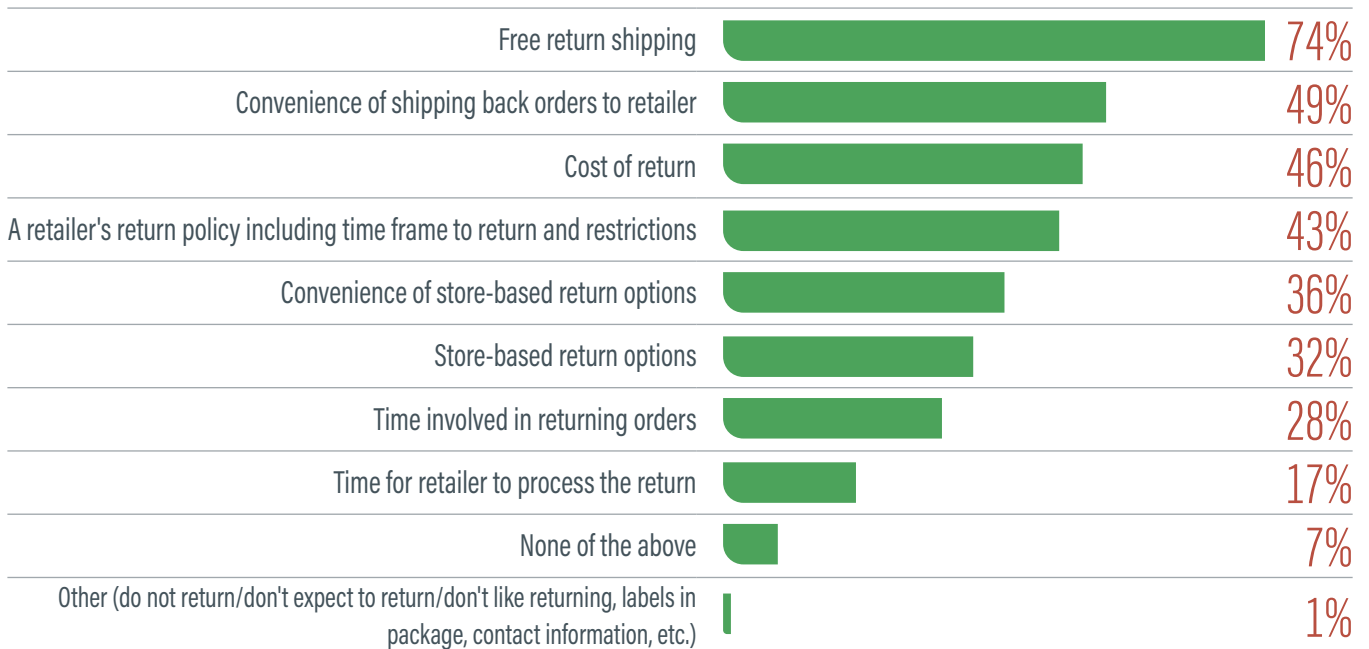 Free return shipping 74%
Convenience of shipping back orders to retailer 49%
Cost of return 46%
A retailer's return policy including time frame to return and restrictions 43%
Convenience of store-based return options 36%
Store-based return options 32%
Time involved in returning orders 28%
Time for retailer to process the return 17%
None of the above 7%
Other (do not return/don't expect to return/don't like returning, labels in
package, contact information, etc.) 1%